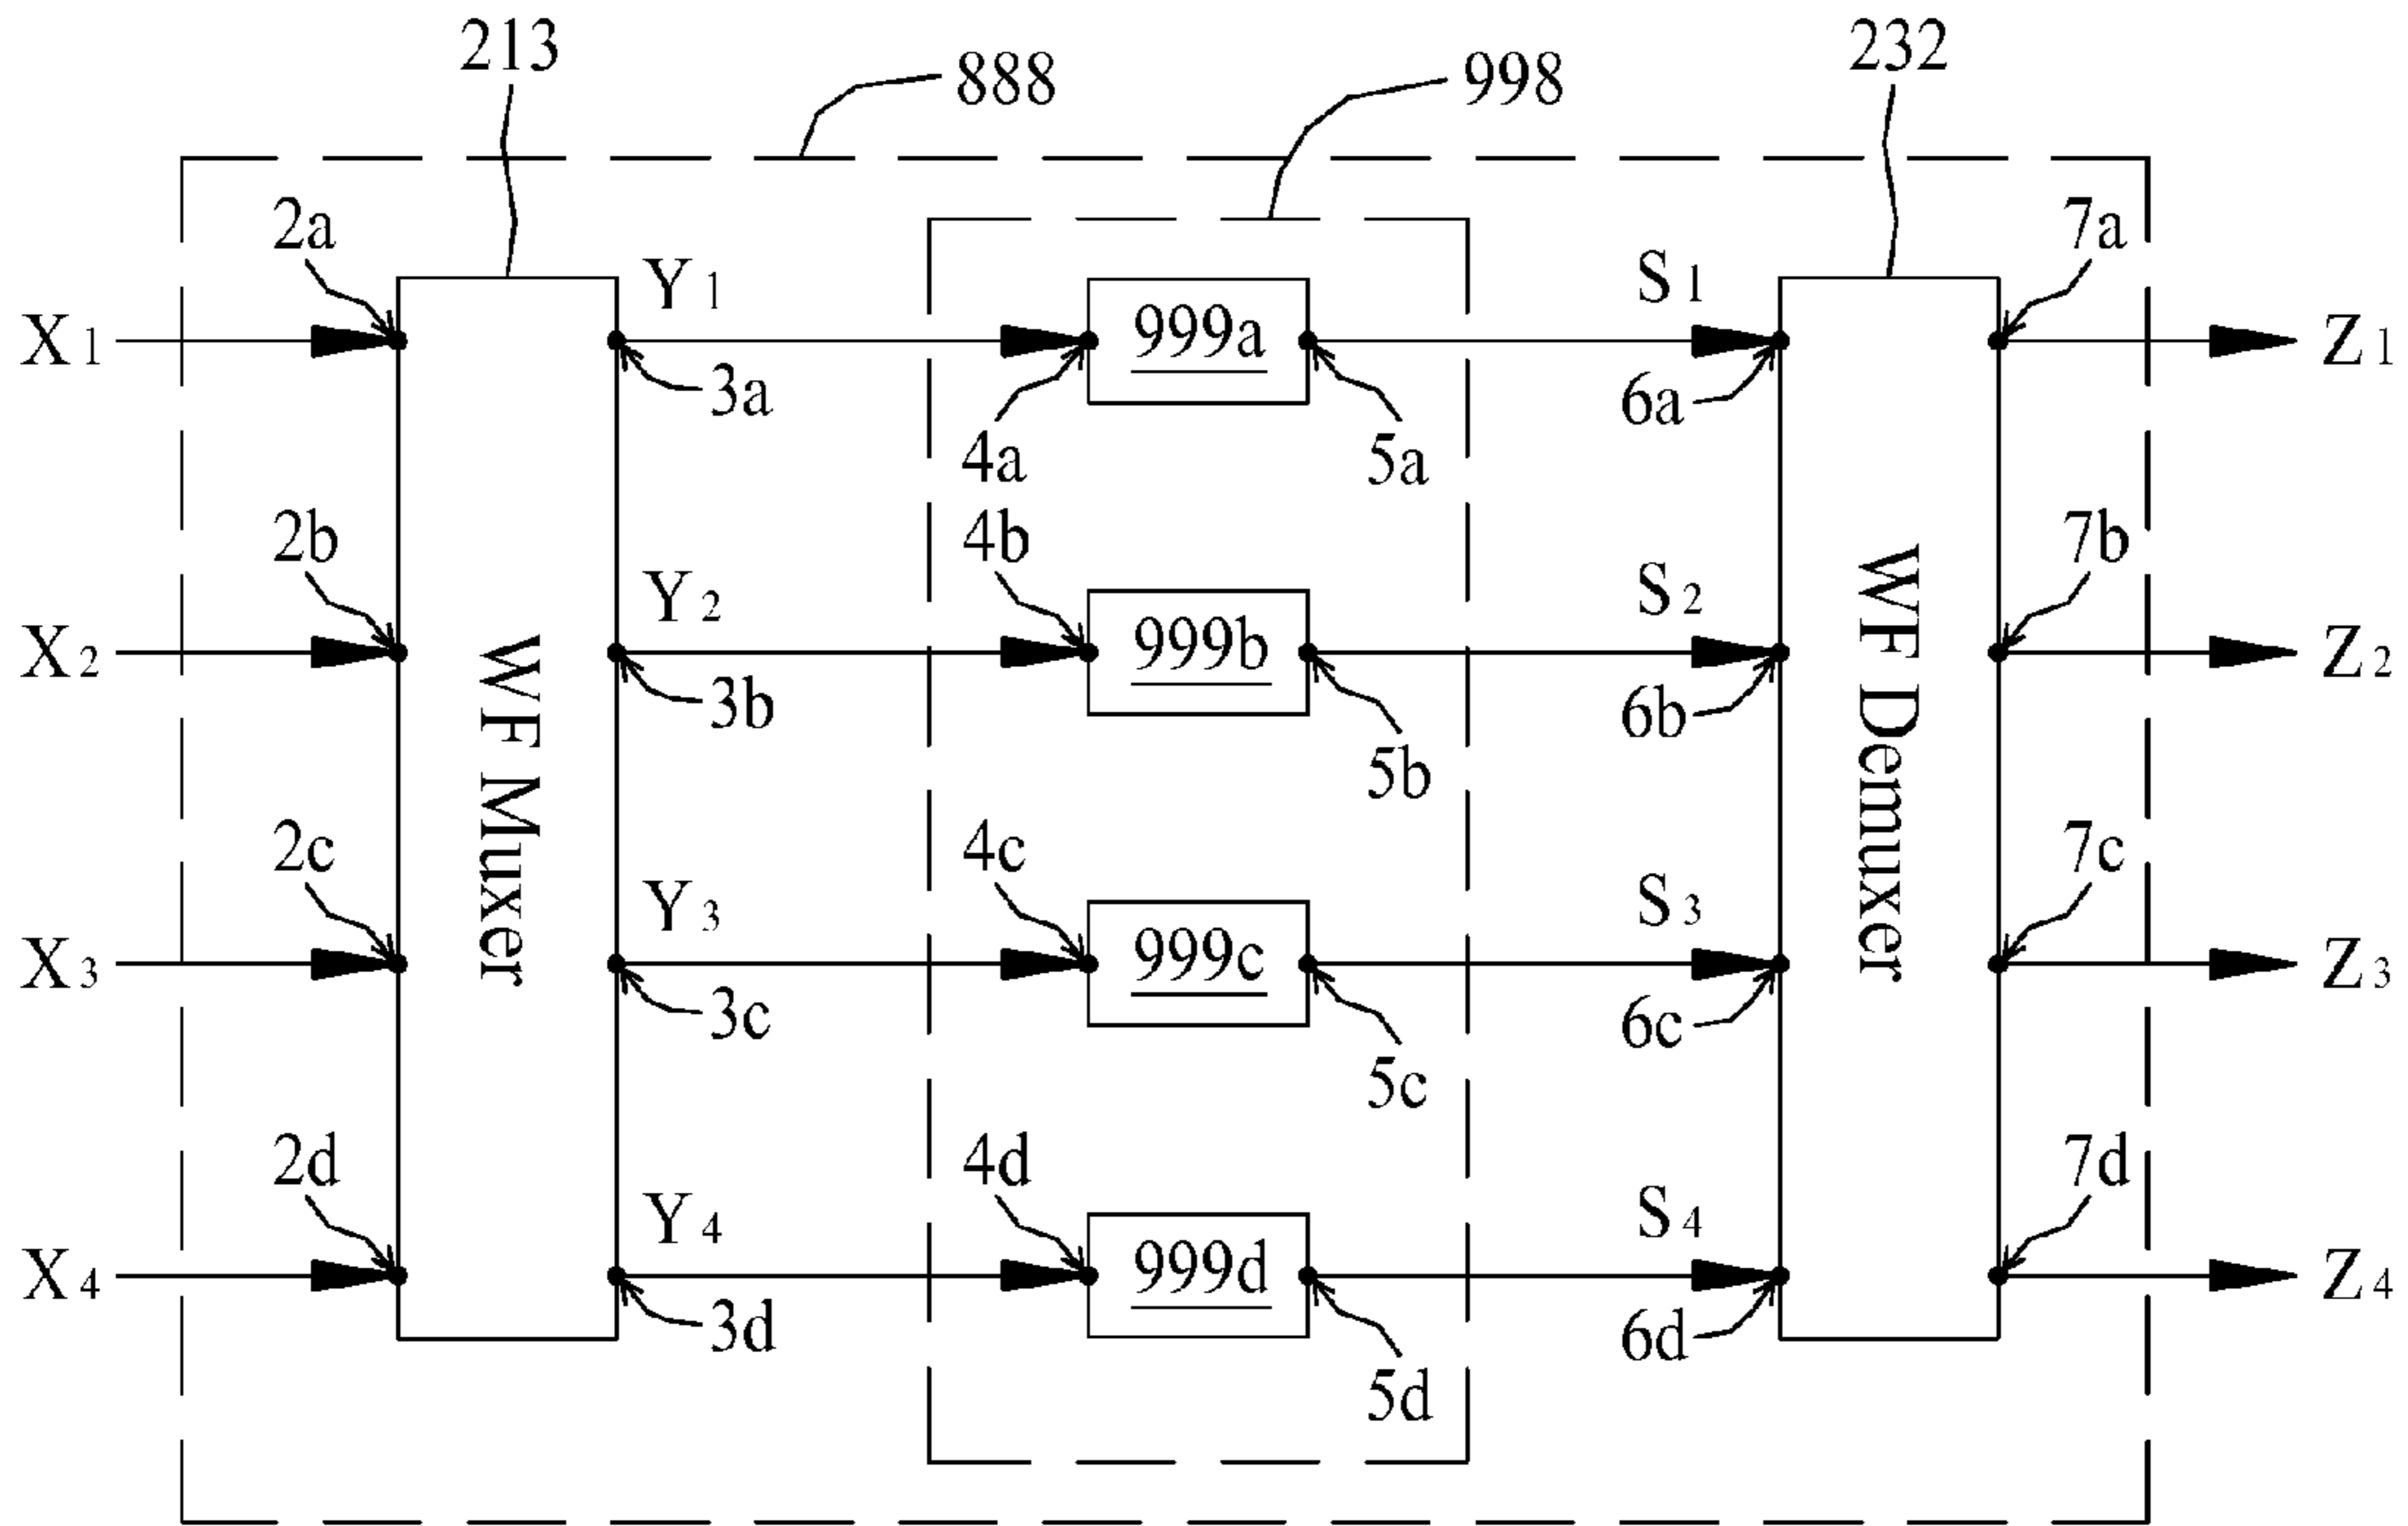 213
888
998
232
2a
7a
Y1
S1
X1
999a
Z1
3a
6a
4a
5a
2b
4b
7b
Y2
S2
X2
999b
Z2
3b
6b
5b
WF Muxer
WF Demuxer
2c
4c
7c
Y3
S3
X3
999c
Z3
3c
6c
5c
2d
4d
7d
Y4
S4
X4
999d
Z4
3d
6d
5d